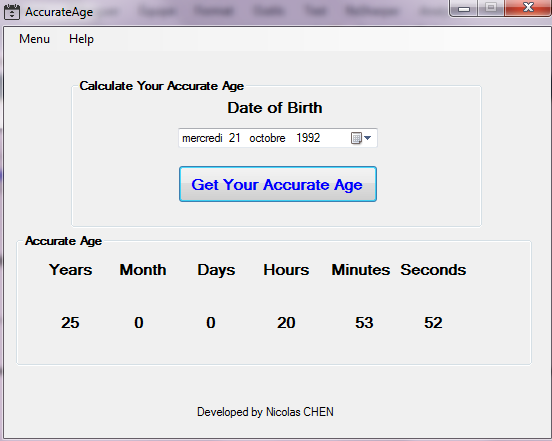 AccurateAge
Menu Help
Calculate Your Accurate Age
Date of Birth
mercredi 21 octobre 1992
Get Your Accurate Age
Accurate Age
Years Month Days Hours Minutes Seconds
25 0 0 20 53 52
Developed by Nicolas CHEN